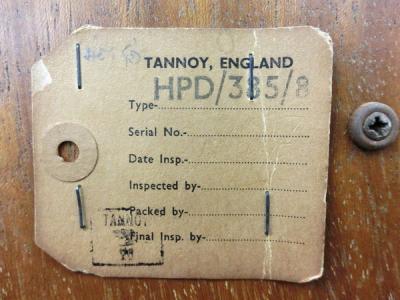 TANNOY, ENGLAND
HPD/385/8
Type-
Serial No.-
Date Insp.-
Inspected by-
Packed by-
TANNOY
Final Insp. by-